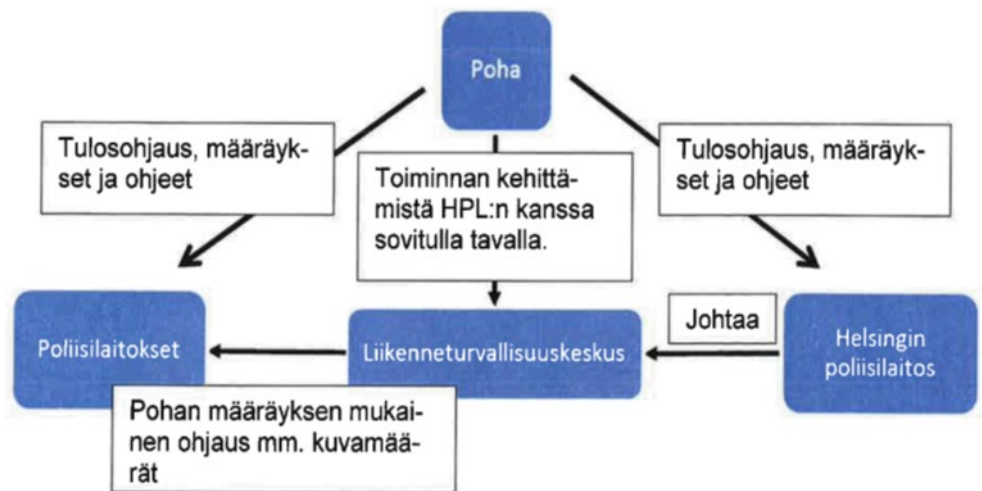 Poha
Tulosohjaus, määräyk-
set ja ohjeet
Toiminnan kehittä-
mistä HPL:n kanssa
sovitulla tavalla.
Tulosohjaus, määräyk-
set ja ohjeet
Poliisilaitokset
Liikenneturvallisuuskeskus
Johtaa
Helsingin
poliisilaitos
Pohan määräyksen mukai-
nen ohjaus mm. kuvamää-
rät